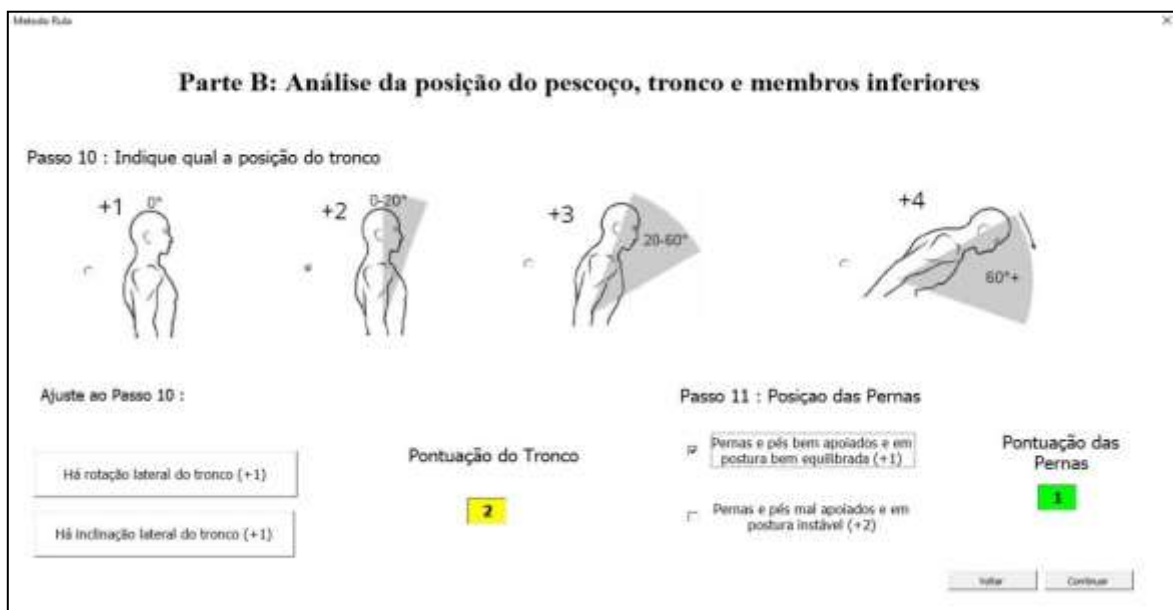 Metodo Rula
Parte B: Análise da posição do pescoço, tronco e membros inferiores
Passo 10 : Indique qual a posição do tronco
+1 0°
+2 0-20°
+3 20-60°
+4 60°+
Ajuste ao Passo 10 :
Há rotação lateral do tronco (+1)
Há inclinação lateral do tronco (+1)
Pontuação do Tronco
2
Passo 11 : Posiçao das Pernas
Pernas e pés bem apoiados e em
postura bem equilibrada (+1)
Pernas e pés mal apoiados e em
postura instável (+2)
Pontuação das
Pernas
1
Voltar
Continuar